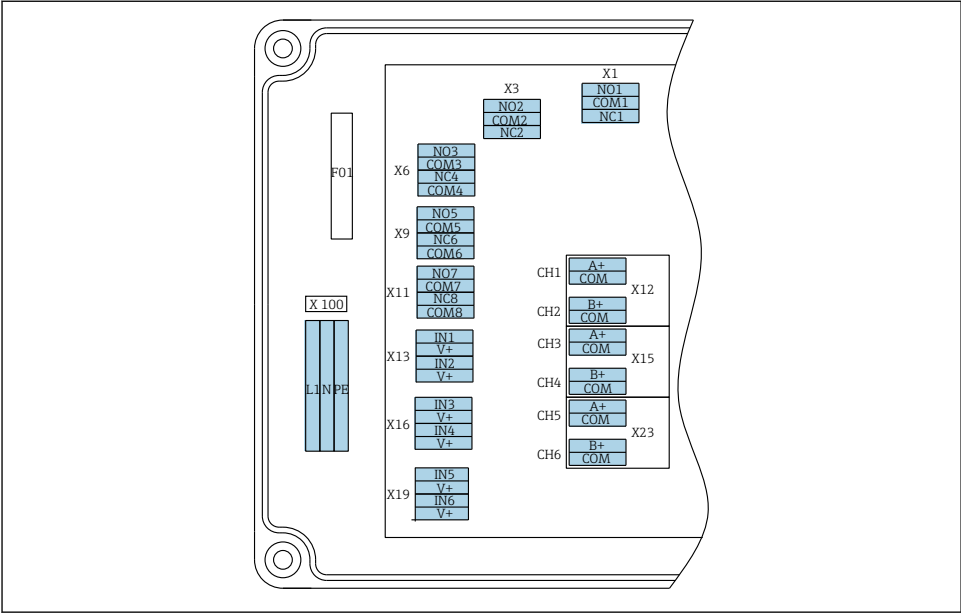 X1
NO1
COM1
NC1
X3
NO2
COM2
NC2
X6
NO3
COM3
NC4
COM4
F01
X9
NO5
COM5
NC6
COM6
X11
NO7
COM7
NC8
COM8
X 100
L1 N PE
X13
IN1
V+
IN2
V+
X16
IN3
V+
IN4
V+
X19
IN5
V+
IN6
V+
CH1
A+
COM
X12
CH2
B+
COM
CH3
A+
COM
X15
CH4
B+
COM
CH5
A+
COM
X23
CH6
B+
COM